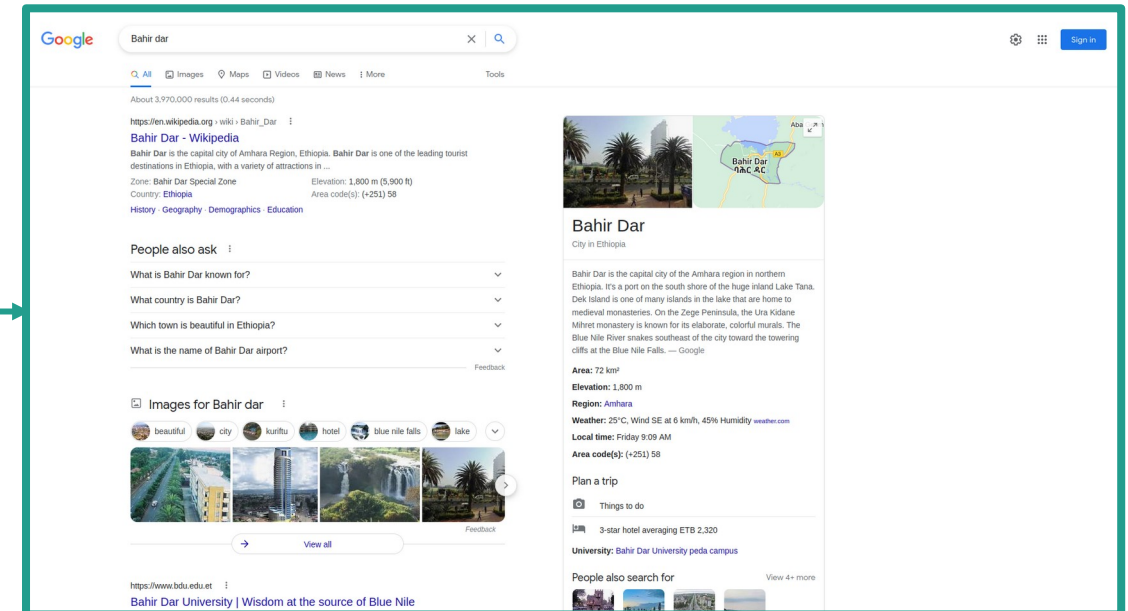 Google
Bahir dar
Sign in
All Images Maps Videos News More Tools
About 3,970,000 results (0.44 seconds)
https://en.wikipedia.org › wiki › Bahir_Dar
Bahir Dar - Wikipedia
Bahir Dar is the capital city of Amhara Region, Ethiopia. Bahir Dar is one of the leading tourist
destinations in Ethiopia, with a variety of attractions in ...
Zone: Bahir Dar Special Zone Elevation: 1,800 m (5,900 ft)
Country: Ethiopia Area code(s): (+251) 58
History · Geography · Demographics · Education
People also ask
What is Bahir Dar known for?
What country is Bahir Dar?
Which town is beautiful in Ethiopia?
What is the name of Bahir Dar airport?
Feedback
Images for Bahir dar
beautiful city kuriftu hotel blue nile falls lake
Feedback
View all
https://www.bdu.edu.et
Bahir Dar University | Wisdom at the source of Blue Nile
A3
Bahir Dar
ባሕር ዳር
Bahir Dar
City in Ethiopia
Bahir Dar is the capital city of the Amhara region in northern
Ethiopia. It's a port on the south shore of the huge inland Lake Tana.
Dek Island is one of many islands in the lake that are home to
medieval monasteries. On the Zege Peninsula, the Ura Kidane
Mihret monastery is known for its elaborate, colorful murals. The
Blue Nile River snakes southeast of the city toward the towering
cliffs at the Blue Nile Falls. — Google
Area: 72 km²
Elevation: 1,800 m
Region: Amhara
Weather: 25°C, Wind SE at 6 km/h, 45% Humidity weather.com
Local time: Friday 9:09 AM
Area code(s): (+251) 58
Plan a trip
Things to do
3-star hotel averaging ETB 2,320
University: Bahir Dar University peda campus
People also search for View 4+ more